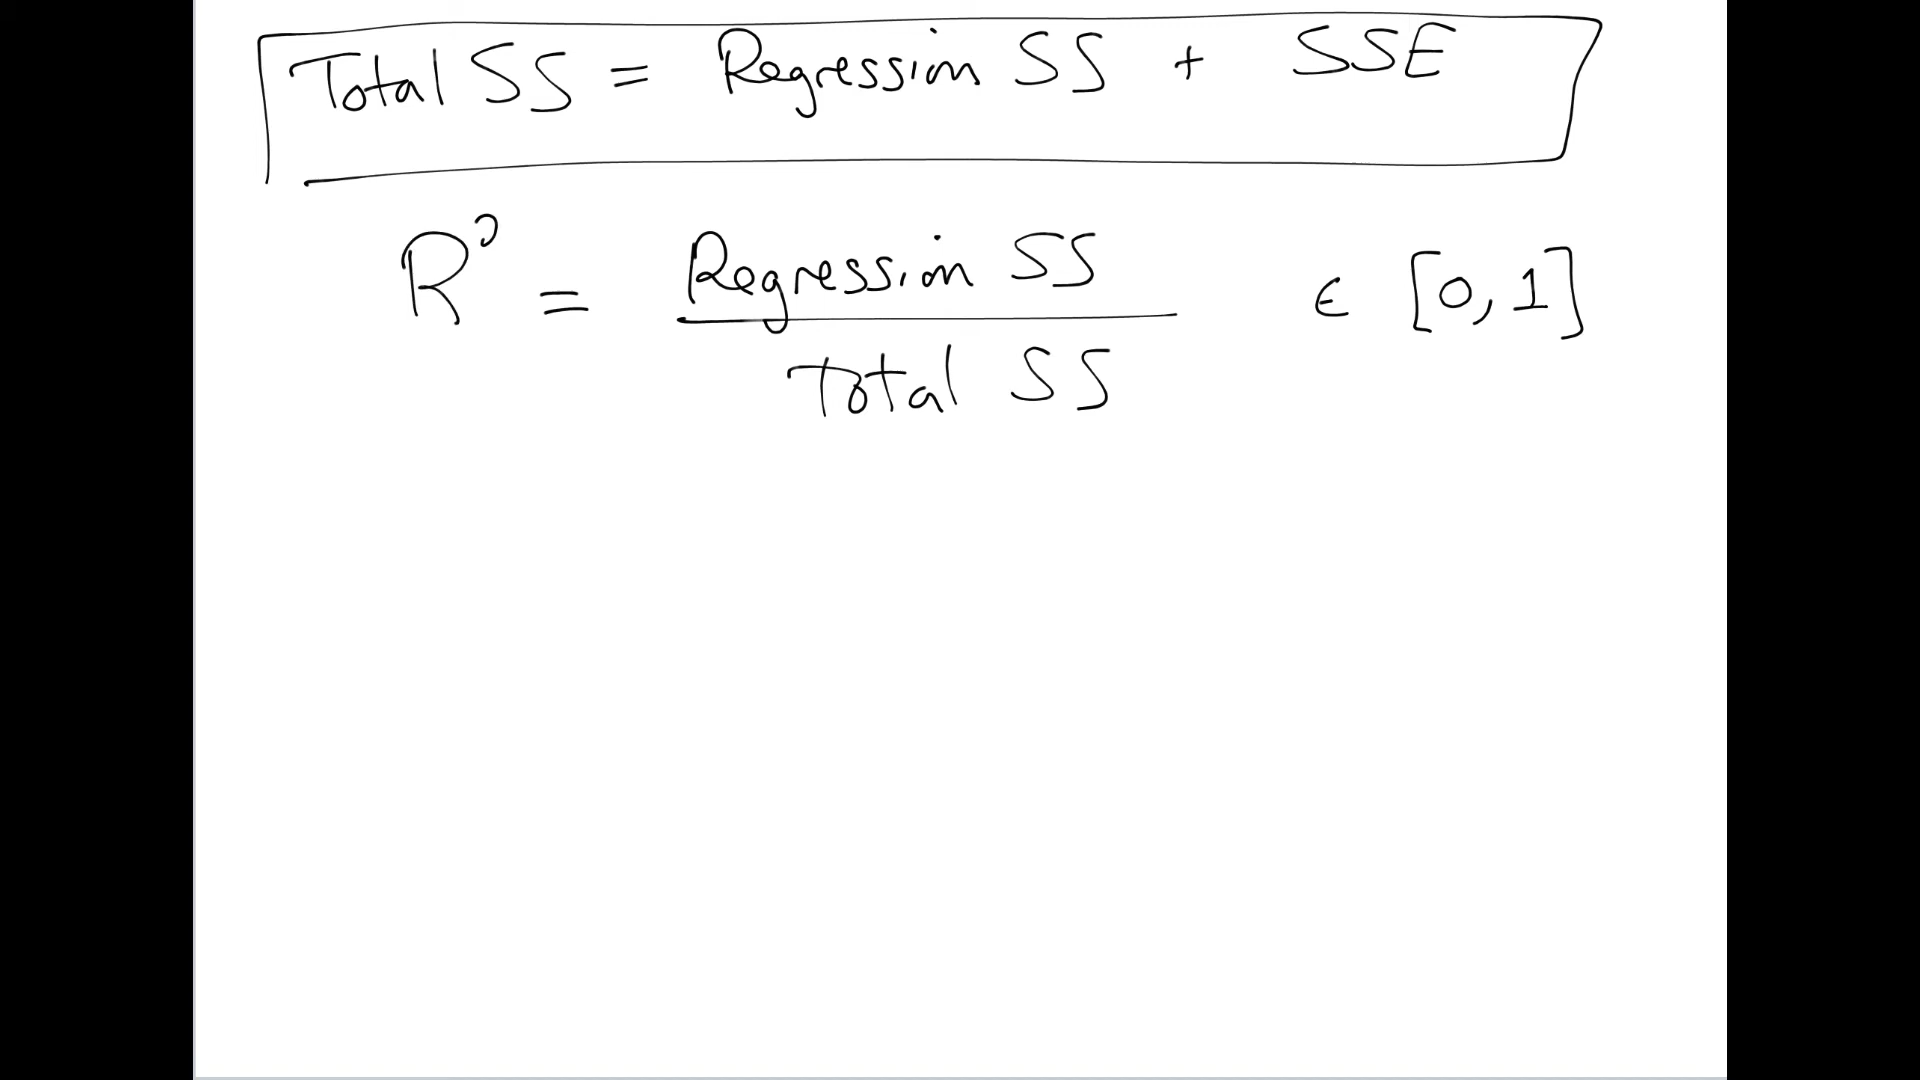 Total SS = Regression SS + SSE
R² = Regression SS / Total SS ∈ [0, 1]